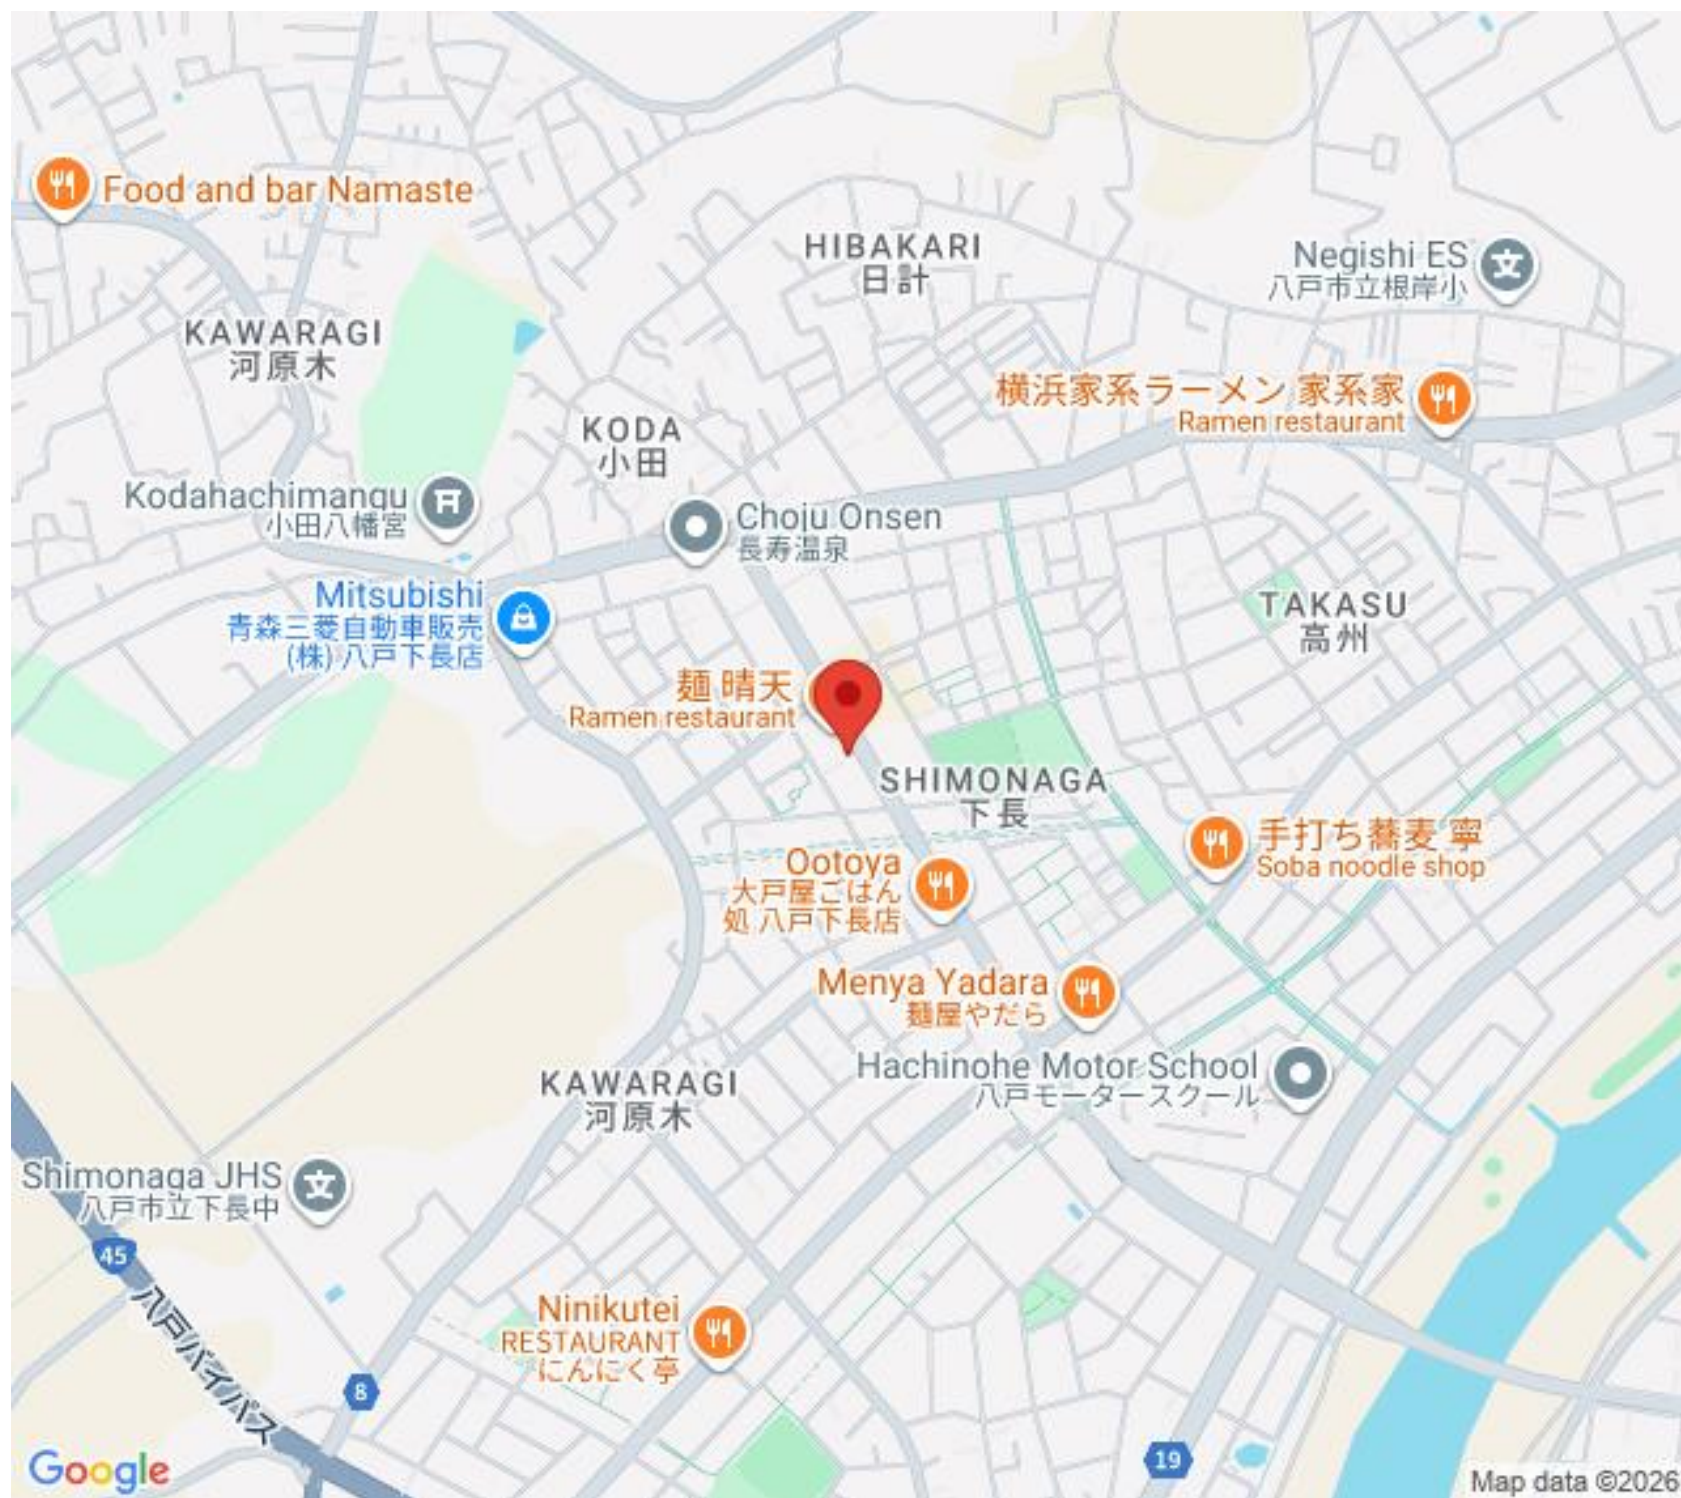 Food and bar Namaste
HIBAKARI
日計
Negishi ES
八戸市立根岸小
KAWARAGI
河原木
横浜家系ラーメン 家系家
Ramen restaurant
KODA
小田
Kodahachimangu
小田八幡宮
Choju Onsen
長寿温泉
Mitsubishi
青森三菱自動車販売
(株) 八戸下長店
TAKASU
高州
麺 晴天
Ramen restaurant
SHIMONAGA
下長
手打ち蕎麦 寧
Soba noodle shop
Ootoya
大戸屋ごはん
処 八戸下長店
Menya Yadara
麺屋やだら
Hachinohe Motor School
八戸モータースクール
KAWARAGI
河原木
Shimonaga JHS
八戸市立下長中
45
八戸バイパス
Ninikutei
RESTAURANT
にんにく亭
8
19
Google
Map data ©2026